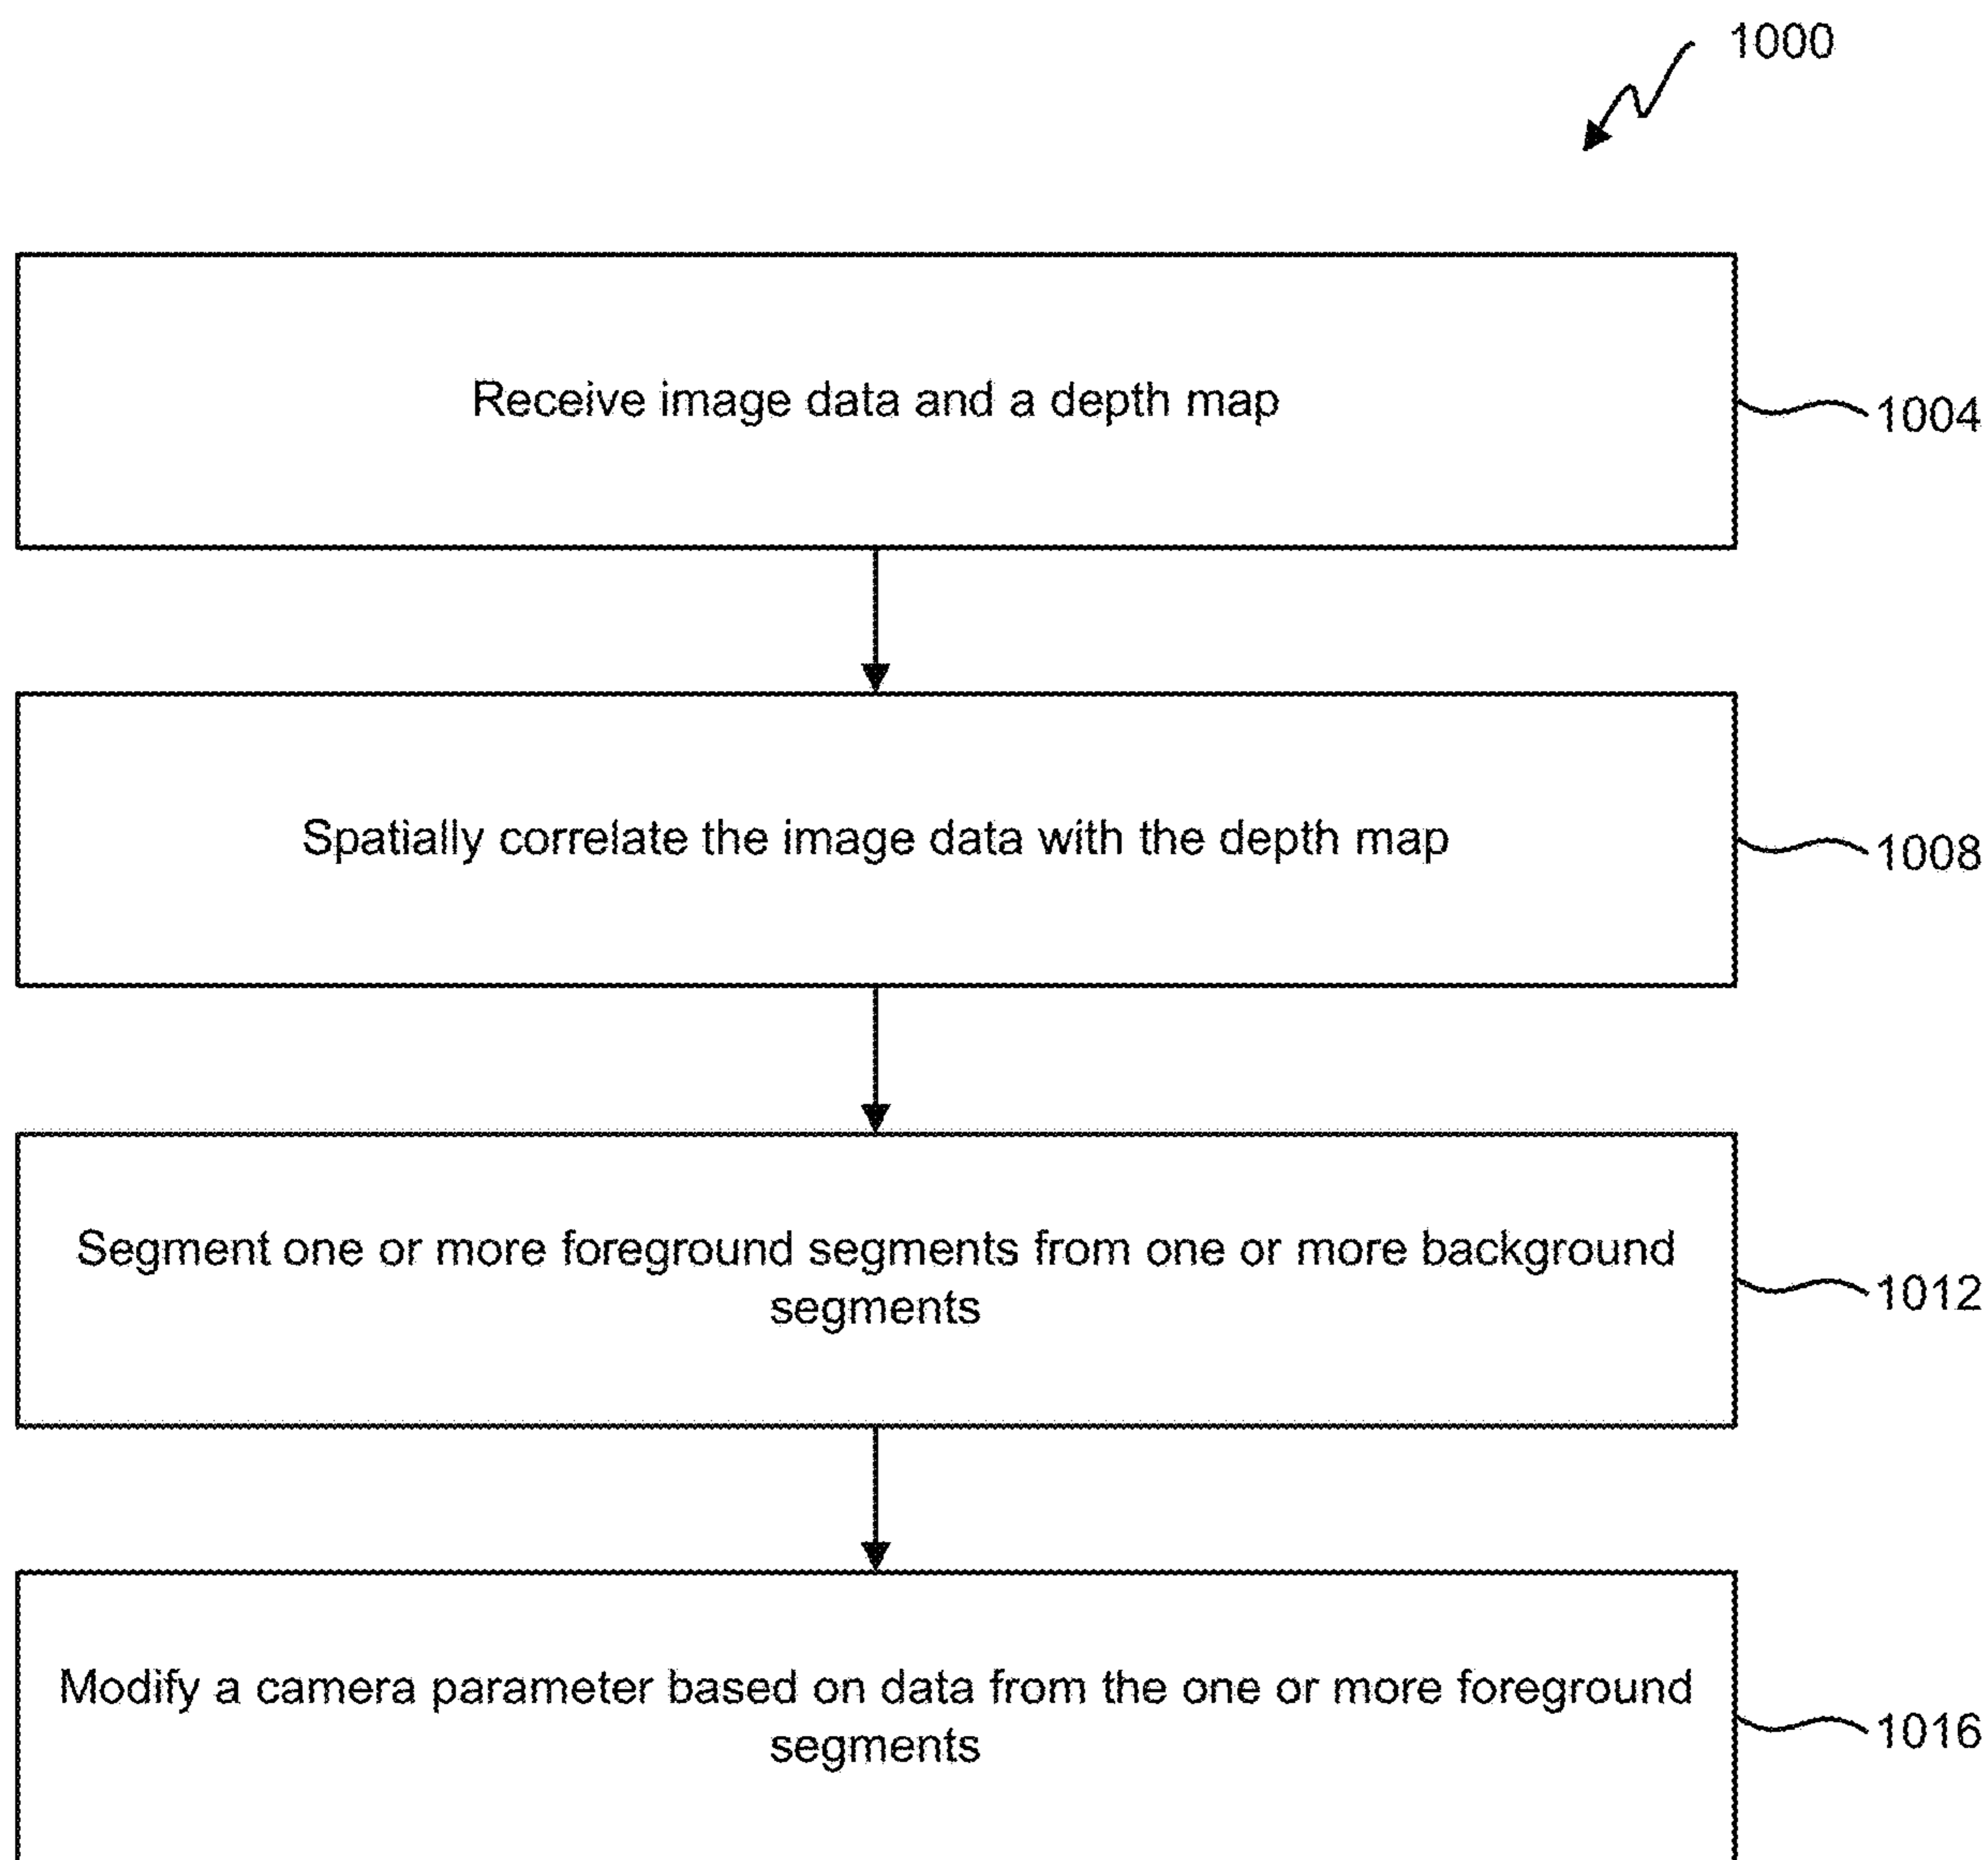 1000
Receive image data and a depth map
1004
Spatially correlate the image data with the depth map
1008
Segment one or more foreground segments from one or more background
segments
1012
Modify a camera parameter based on data from the one or more foreground
segments
1016